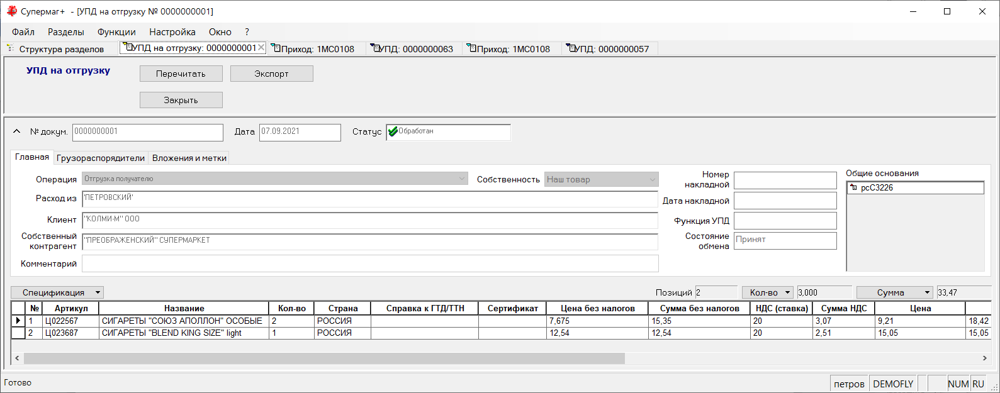 Супермаг+ - [УПД на отгрузку № 0000000001]
Файл Разделы Функции Настройка Окно ?
Структура разделов УПД на отгрузку: 0000000001 Приход: 1МС0108 УПД: 0000000063 Приход: 1МС0108 УПД: 0000000057
УПД на отгрузку Перечитать Экспорт
Закрыть
№ докум. 0000000001 Дата 07.09.2021 Статус Обработан
Главная Грузораспорядители Вложения и метки
Операция Отгрузка получателю Собственность Наш товар Номер накладной Общие основания
Расход из 'ПЕТРОВСКИЙ' Дата накладной рсС3226
Клиент "КОЛМИ-М" ООО Функция УПД
Собственный контрагент "ПРЕОБРАЖЕНСКИЙ" СУПЕРМАРКЕТ Состояние обмена Принят
Комментарий
Спецификация Позиций 2 Кол-во 3,000 Сумма 33,47
№ Артикул Название Кол-во Страна Справка к ГТД/ТТН Сертификат Цена без налогов Сумма без налогов НДС (ставка) Сумма НДС Цена
1 Ц022567 СИГАРЕТЫ "СОЮЗ АПОЛЛОН" ОСОБЫЕ 2 РОССИЯ 7,675 15,35 20 3,07 9,21 18,42
2 Ц023687 СИГАРЕТЫ "BLEND KING SIZE" light 1 РОССИЯ 12,54 12,54 20 2,51 15,05 15,05
Готово петров DEMOFLY NUM RU